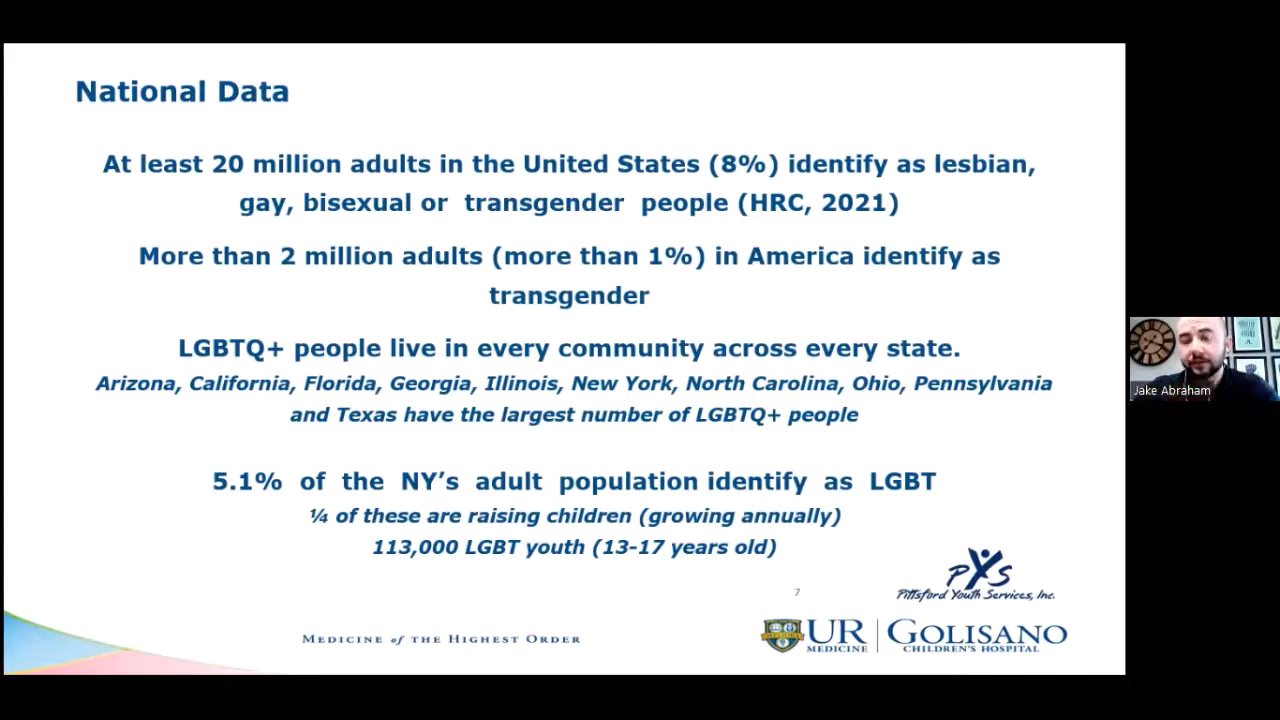 National Data
At least 20 million adults in the United States (8%) identify as lesbian,
gay, bisexual or transgender people (HRC, 2021)
More than 2 million adults (more than 1%) in America identify as
transgender
LGBTQ+ people live in every community across every state.
Arizona, California, Florida, Georgia, Illinois, New York, North Carolina, Ohio, Pennsylvania
and Texas have the largest number of LGBTQ+ people
5.1% of the NY’s adult population identify as LGBT
¼ of these are raising children (growing annually)
113,000 LGBT youth (13-17 years old)
7
PYS
Pittsford Youth Services, Inc.
MEDICINE of THE HIGHEST ORDER
UR
MEDICINE
GOLISANO
CHILDREN'S HOSPITAL
Jake Abraham